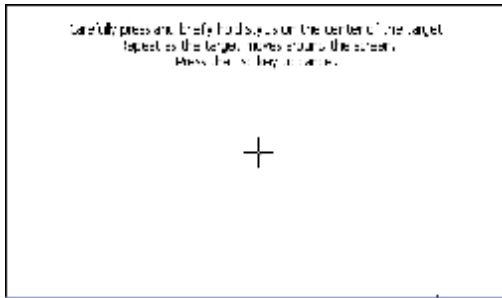 Carefully press and briefly hold stylus on the center of the target.
Repeat as the target moves around the screen.
Press the Esc key to cancel.